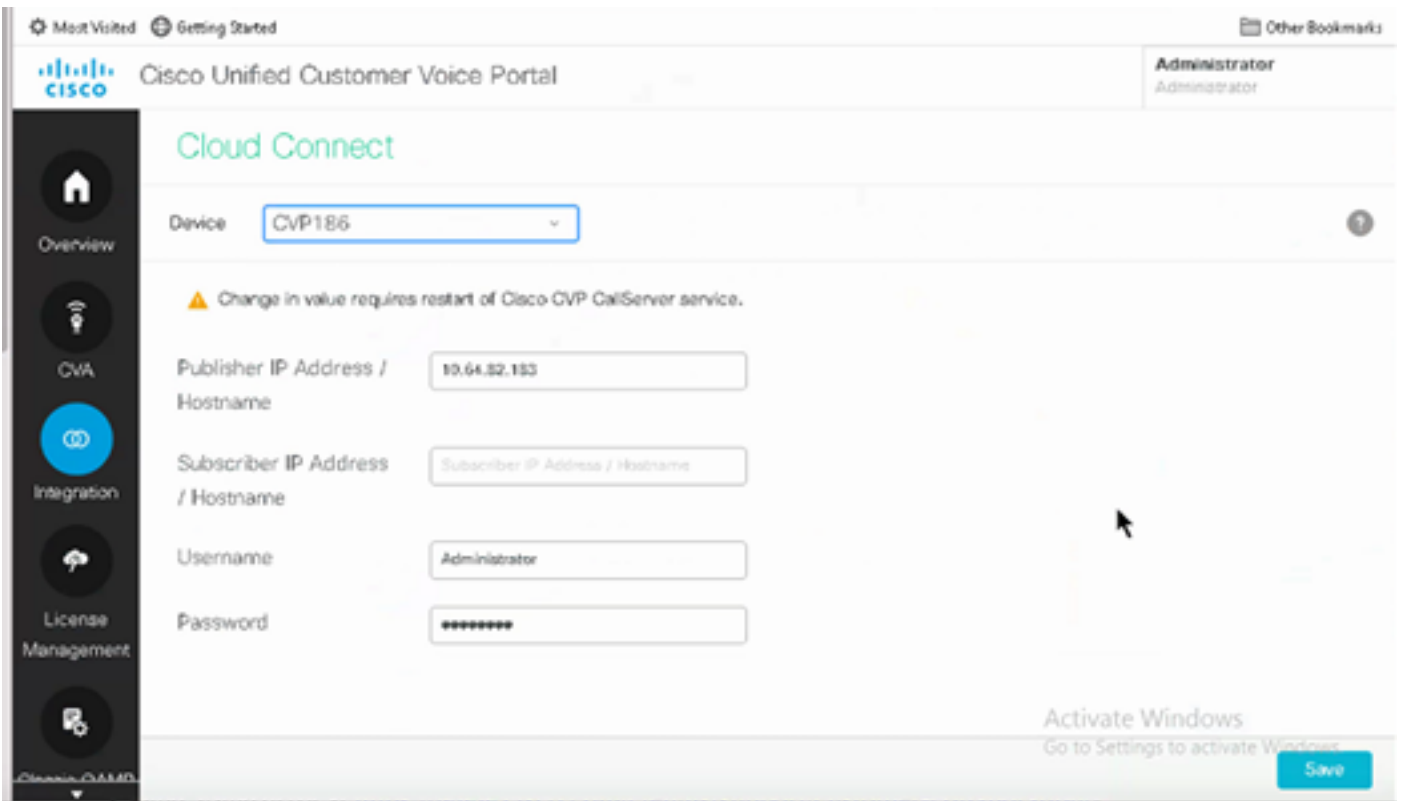 Most Visited Getting Started Other Bookmarks
CISCO Cisco Unified Customer Voice Portal Administrator
Administrator
Cloud Connect
Device CVP186
Overview
Change in value requires restart of Cisco CVP CallServer service.
CVA
Publisher IP Address /
Hostname
10.64.82.183
Integration
Subscriber IP Address
/ Hostname
Subscriber IP Address / Hostname
Username Administrator
License
Management
Password ••••••••
Activate Windows
Go to Settings to activate Windows.
Classic OAMP
Save